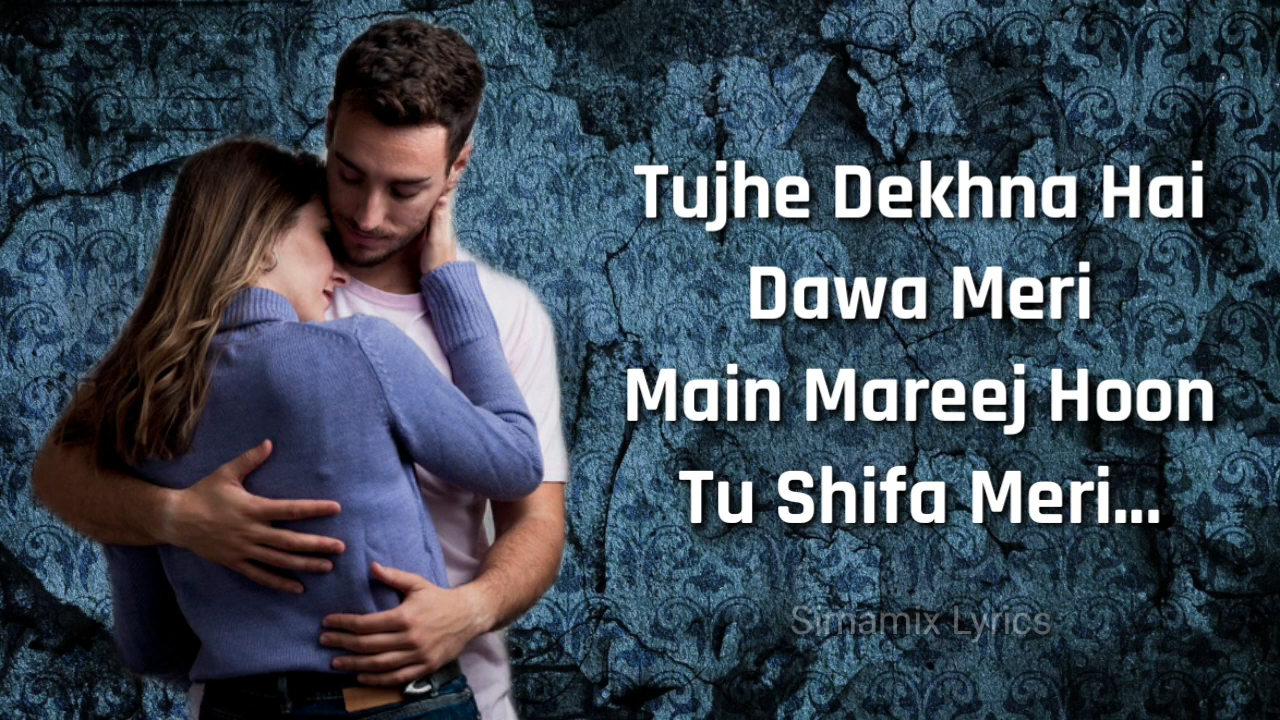 Tujhe Dekhna Hai
Dawa Meri
Main Mareej Hoon
Tu Shifa Meri...
Simamix Lyrics